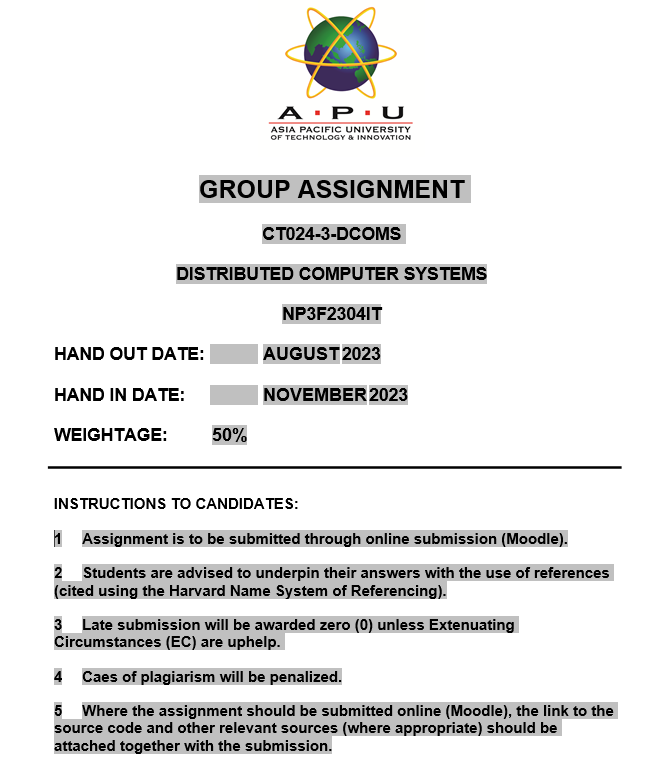 A · P · U
ASIA PACIFIC UNIVERSITY
OF TECHNOLOGY & INNOVATION
GROUP ASSIGNMENT
CT024-3-DCOMS
DISTRIBUTED COMPUTER SYSTEMS
NP3F2304IT
HAND OUT DATE: AUGUST 2023
HAND IN DATE: NOVEMBER 2023
WEIGHTAGE: 50%
INSTRUCTIONS TO CANDIDATES:
1 Assignment is to be submitted through online submission (Moodle).
2 Students are advised to underpin their answers with the use of references
(cited using the Harvard Name System of Referencing).
3 Late submission will be awarded zero (0) unless Extenuating
Circumstances (EC) are uphelp.
4 Caes of plagiarism will be penalized.
5 Where the assignment should be submitted online (Moodle), the link to the
source code and other relevant sources (where appropriate) should be
attached together with the submission.